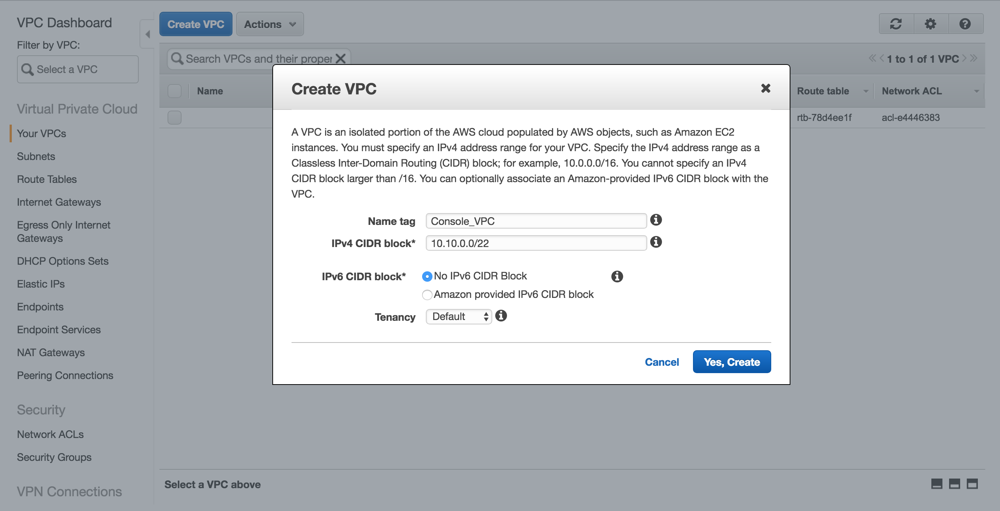 VPC Dashboard
Filter by VPC:
Select a VPC
Virtual Private Cloud
Your VPCs
Subnets
Route Tables
Internet Gateways
Egress Only Internet
Gateways
DHCP Options Sets
Elastic IPs
Endpoints
Endpoint Services
NAT Gateways
Peering Connections
Security
Network ACLs
Security Groups
VPN Connections
Create VPC Actions
Search VPCs and their proper
1 to 1 of 1 VPC
Name Route table Network ACL
rtb-78d4ee1f acl-e4446383
Create VPC
A VPC is an isolated portion of the AWS cloud populated by AWS objects, such as Amazon EC2
instances. You must specify an IPv4 address range for your VPC. Specify the IPv4 address range as a
Classless Inter-Domain Routing (CIDR) block; for example, 10.0.0.0/16. You cannot specify an IPv4
CIDR block larger than /16. You can optionally associate an Amazon-provided IPv6 CIDR block with the
VPC.
Name tag Console_VPC
IPv4 CIDR block* 10.10.0.0/22
IPv6 CIDR block* No IPv6 CIDR Block
Amazon provided IPv6 CIDR block
Tenancy Default
Cancel Yes, Create
Select a VPC above